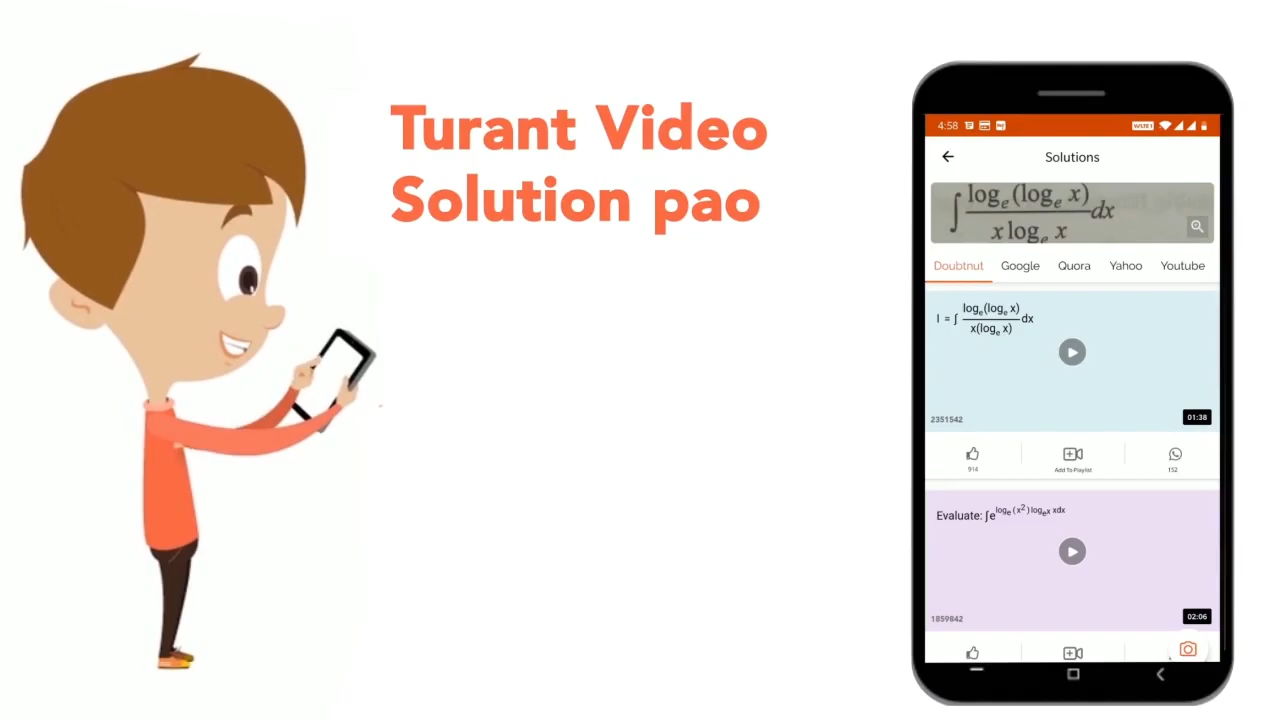 Turant Video
Solution pao
4:58
Solutions
∫ logₑ(logₑ x) / x logₑ x dx
Doubtnut Google Quora Yahoo Youtube
I = ∫ logₑ(logₑ x) / x(logₑ x) dx
2351542 01:38
914 Add To Playlist 152
Evaluate: ∫e^logₑ(x²)logₑx xdx
1859842 02:06